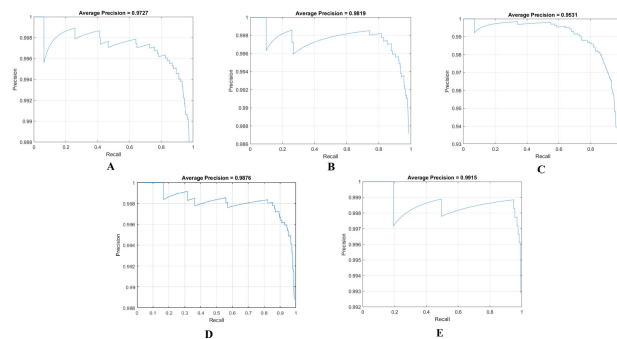 Average Precision = 0.9727
1
0.998
0.996
0.994
0.992
0.99
0.988
Precision
0 0.2 0.4 0.6 0.8 1
Recall
A
Average Precision = 0.9819
1
0.998
0.996
0.994
0.992
0.99
0.988
0.986
Precision
0 0.2 0.4 0.6 0.8 1
Recall
B
Average Precision = 0.9531
1
0.99
0.98
0.97
0.96
0.95
0.94
0.93
Precision
0 0.2 0.4 0.6 0.8
Recall
C
Average Precision = 0.9876
1
0.998
0.996
0.994
0.992
0.99
0.988
Precision
0 0.1 0.2 0.3 0.4 0.5 0.6 0.7 0.8 0.9 1
Recall
D
Average Precision = 0.9915
1
0.999
0.998
0.997
0.996
0.995
0.994
0.993
0.992
Precision
0 0.2 0.4 0.6 0.8 1
Recall
E